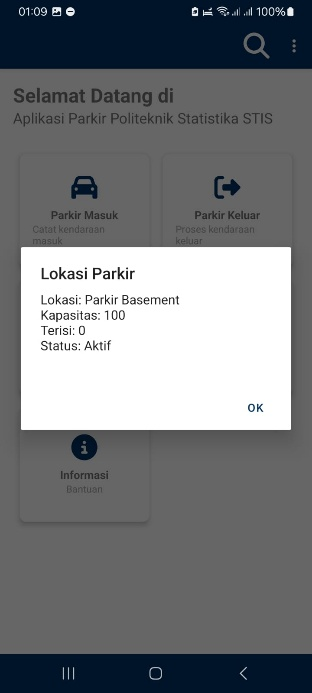 01:09 100%
Selamat Datang di
Aplikasi Parkir Politeknik Statistika STIS
Parkir Masuk
Catat kendaraan
masuk
Parkir Keluar
Proses kendaraan
keluar
Lokasi Parkir
Lokasi: Parkir Basement
Kapasitas: 100
Terisi: 0
Status: Aktif
OK
Informasi
Bantuan